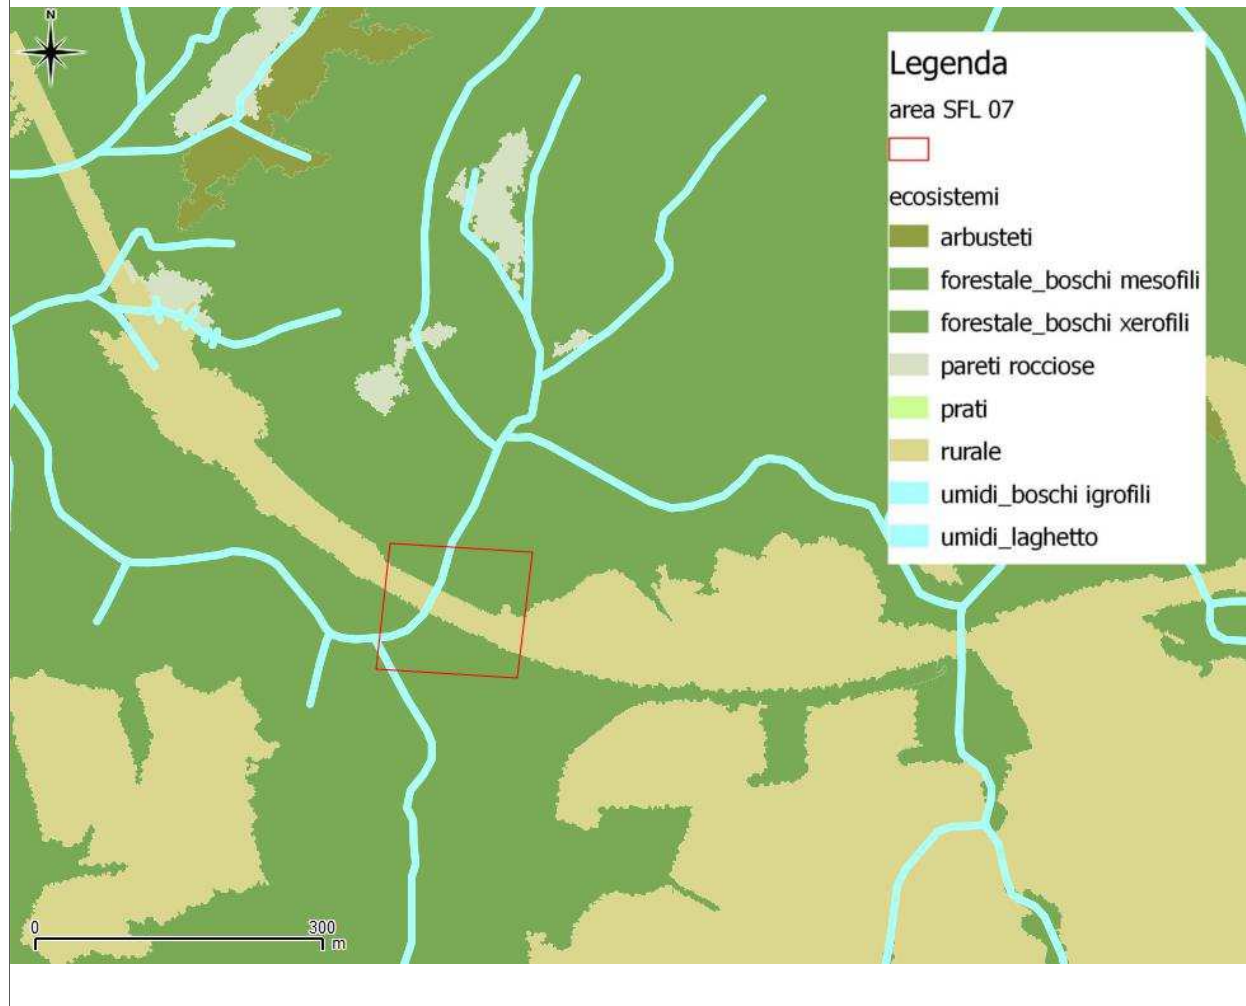 N
Legenda
area SFL 07
ecosistemi
arbusteti
forestale_boschi mesofili
forestale_boschi xerofili
pareti rocciose
prati
rurale
umidi_boschi igrofili
umidi_laghetto
0 300
m